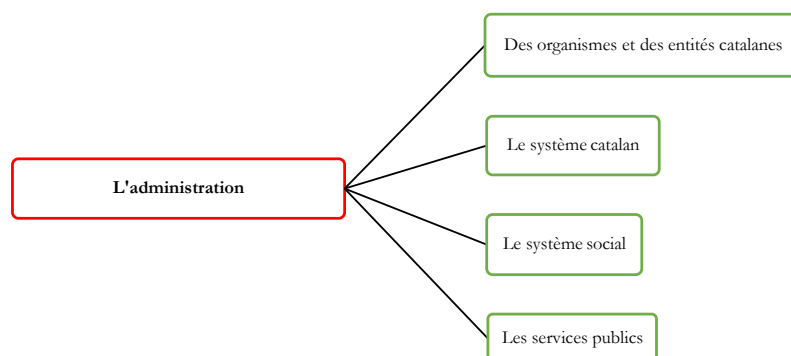 Des organismes et des entités catalanes
Le système catalan
L'administration
Le système social
Les services publics